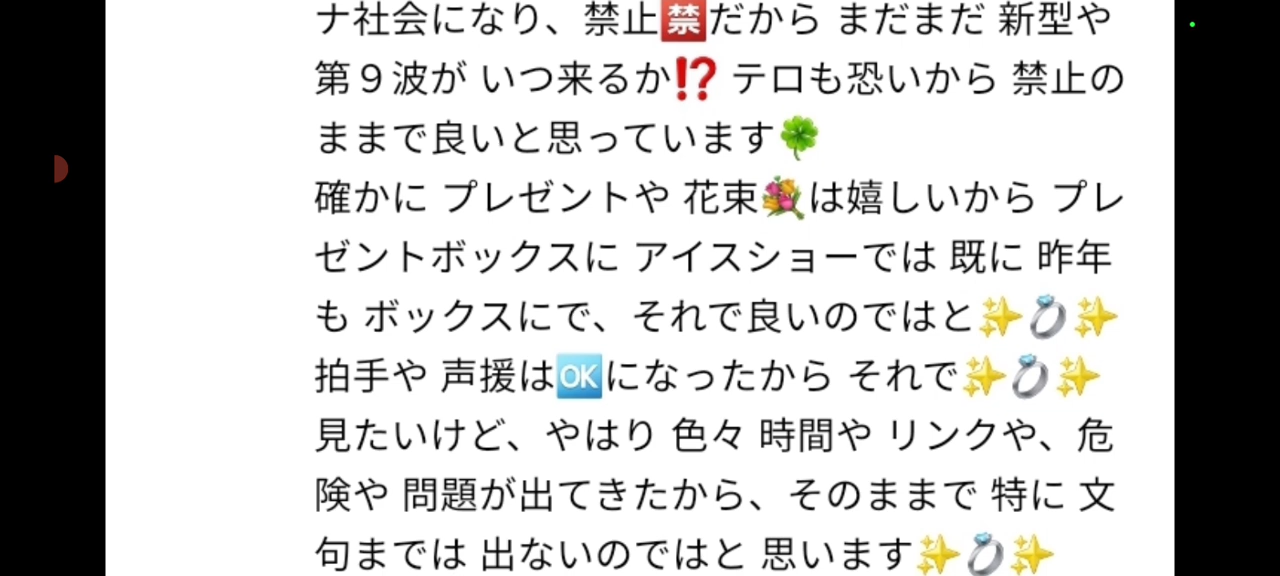 ナ社会になり、禁止㊙️だから まだまだ 新型や
第９波が いつ来るか⁉️ テロも恐いから 禁止の
ままで良いと思っています🍀
確かに プレゼントや 花束💐は嬉しいから プレ
ゼントボックスに アイスショーでは 既に 昨年
も ボックスにで、それで良いのではと✨💍✨
拍手や 声援は🆗になったから それで✨💍✨
見たいけど、やはり 色々 時間や リンクや、危
険や 問題が出てきたから、そのままで 特に 文
句までは 出ないのではと 思います✨💍✨